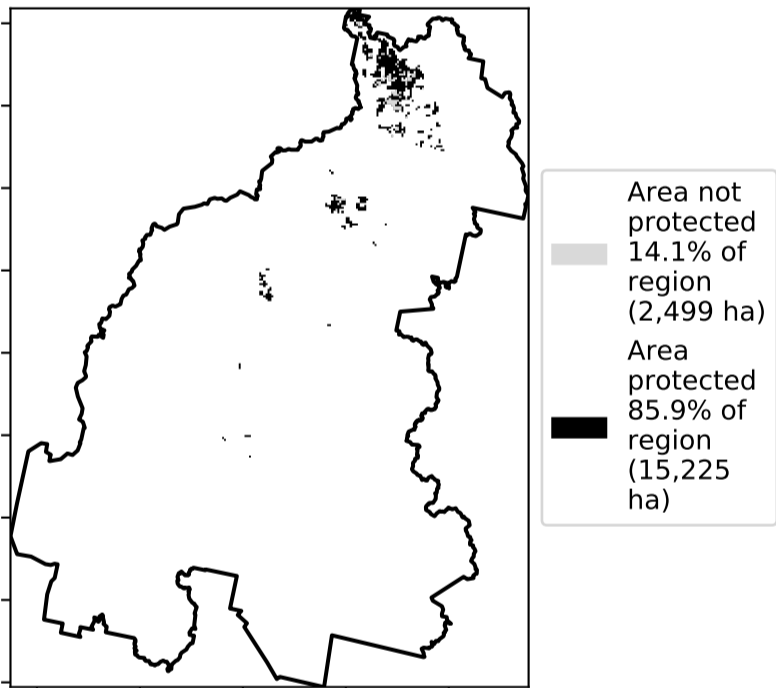 Area not
protected
14.1% of
region
(2,499 ha)
Area
protected
85.9% of
region
(15,225
ha)